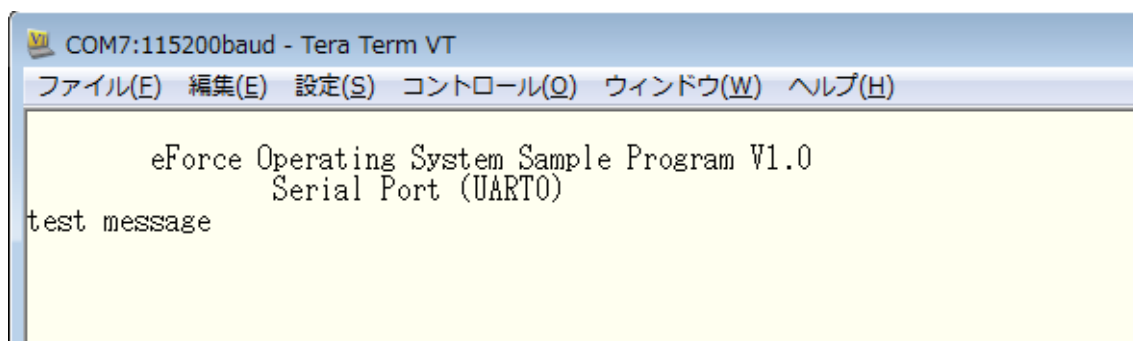 COM7:115200baud - Tera Term VT
ファイル(F) 編集(E) 設定(S) コントロール(O) ウィンドウ(W) ヘルプ(H)
eForce Operating System Sample Program V1.0
Serial Port (UART0)
test message